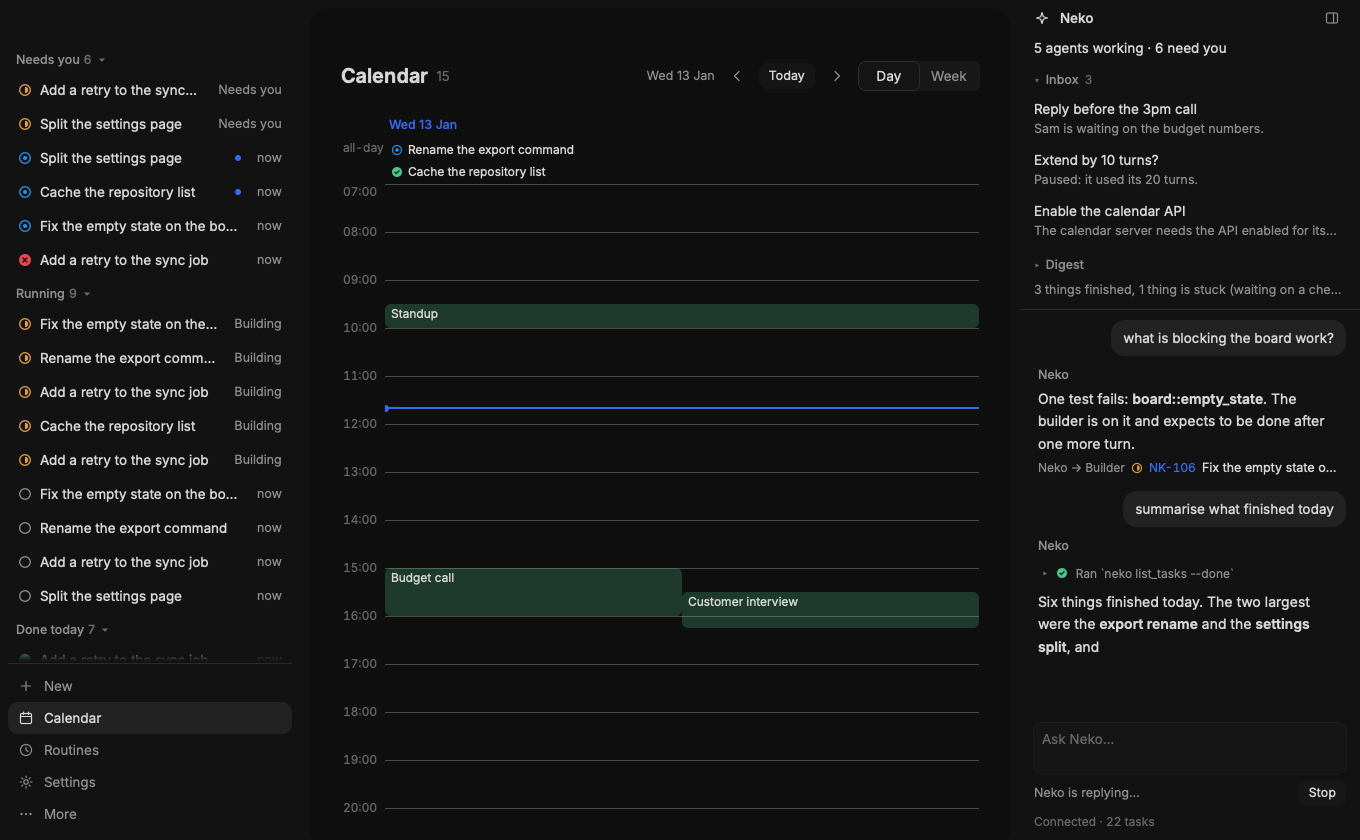 Needs you 6
Add a retry to the sync... Needs you
Split the settings page Needs you
Split the settings page now
Cache the repository list now
Fix the empty state on the bo... now
Add a retry to the sync job now
Running 9
Fix the empty state on the... Building
Rename the export comm... Building
Add a retry to the sync job Building
Cache the repository list Building
Add a retry to the sync job Building
Fix the empty state on the bo... now
Rename the export command now
Add a retry to the sync job now
Split the settings page now
Done today 7
Add a retry to the sync job now
New
Calendar
Routines
Settings
More
Calendar 15
Wed 13 Jan
Today
Day
Week
Wed 13 Jan
all-day
Rename the export command
Cache the repository list
07:00
08:00
09:00
Standup
10:00
11:00
12:00
13:00
14:00
15:00
Budget call
Customer interview
16:00
17:00
18:00
19:00
20:00
Neko
5 agents working · 6 need you
Inbox 3
Reply before the 3pm call
Sam is waiting on the budget numbers.
Extend by 10 turns?
Paused: it used its 20 turns.
Enable the calendar API
The calendar server needs the API enabled for its...
Digest
3 things finished, 1 thing is stuck (waiting on a che...
what is blocking the board work?
Neko
One test fails: board::empty_state. The
builder is on it and expects to be done after
one more turn.
Neko → Builder NK-106 Fix the empty state o...
summarise what finished today
Neko
Ran `neko list_tasks --done`
Six things finished today. The two largest
were the export rename and the settings
split, and
Ask Neko...
Neko is replying... Stop
Connected · 22 tasks